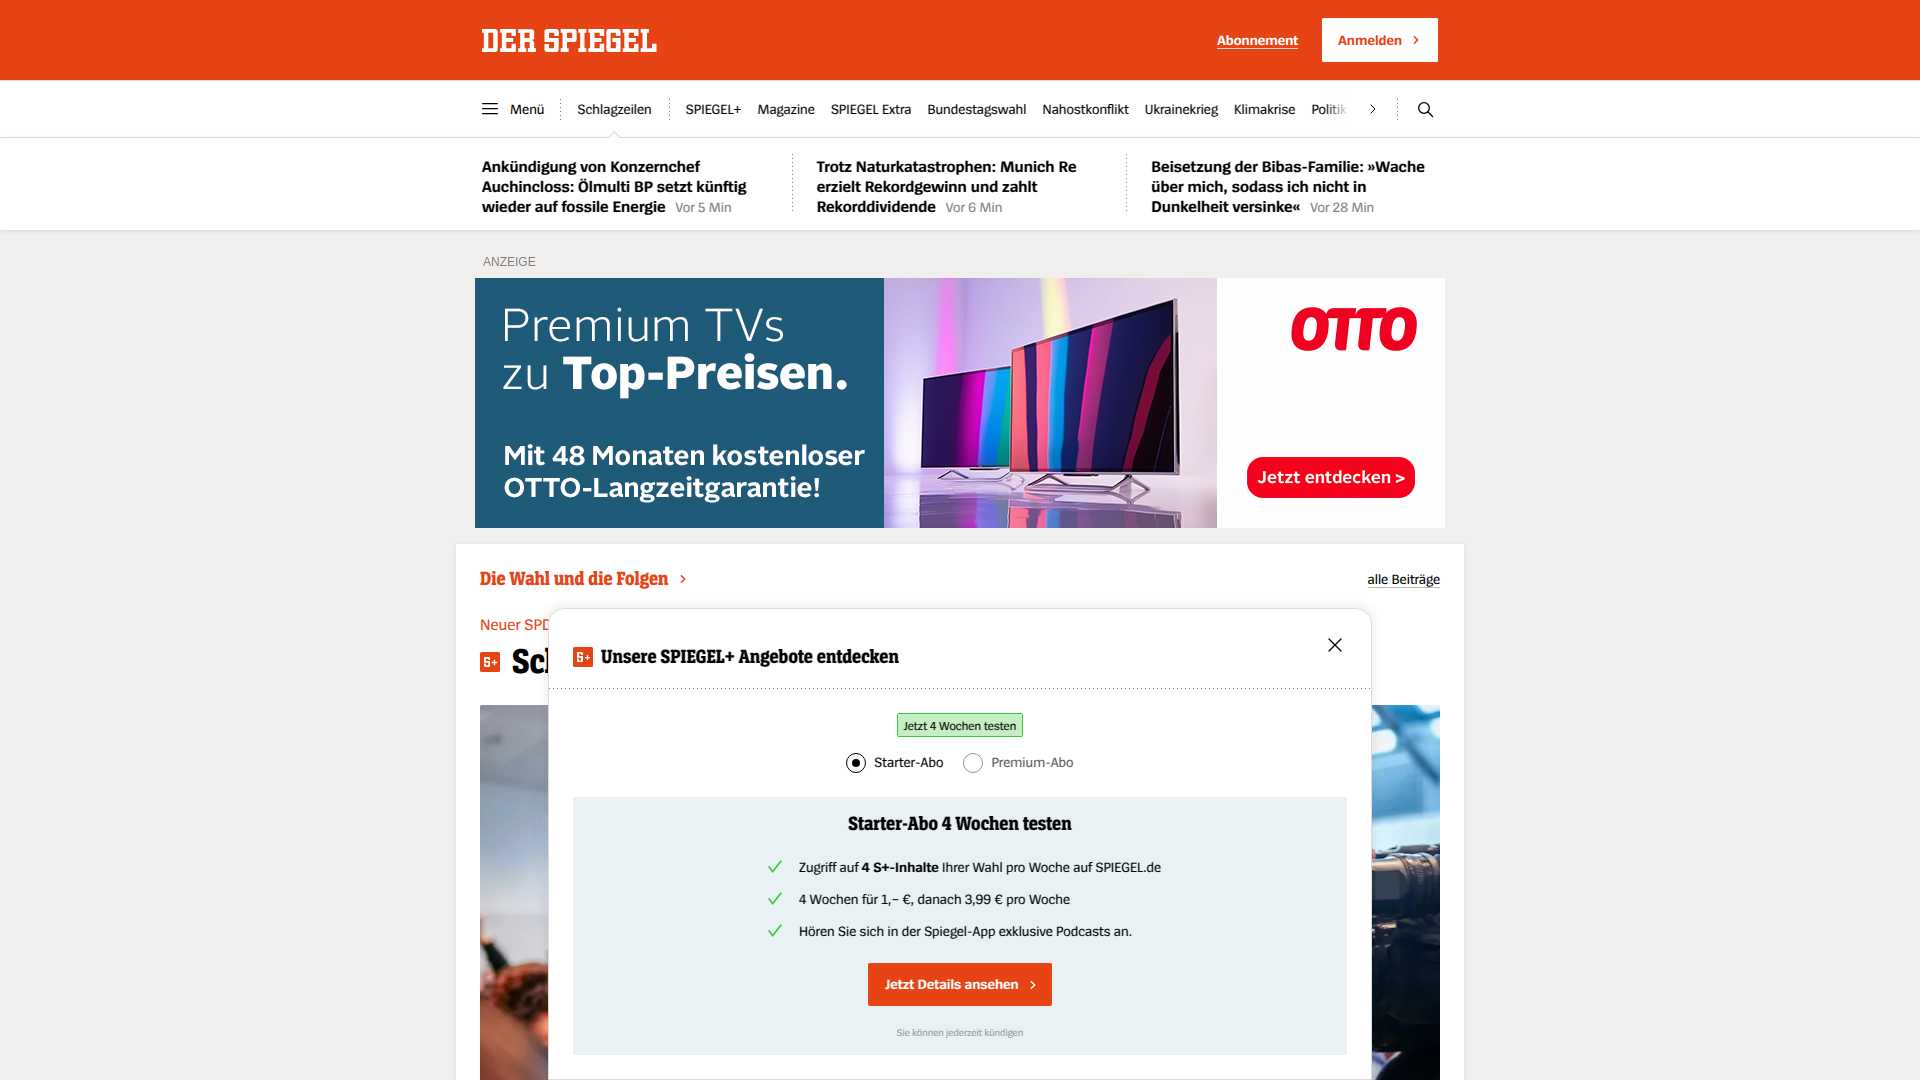 DER SPIEGEL
Abonnement
Anmelden
Menü
Schlagzeilen
SPIEGEL+
Magazine
SPIEGEL Extra
Bundestagswahl
Nahostkonflikt
Ukrainekrieg
Klimakrise
Politik
Ankündigung von Konzernchef
Auchincloss: Ölmulti BP setzt künftig
wieder auf fossile Energie Vor 5 Min
Trotz Naturkatastrophen: Munich Re
erzielt Rekordgewinn und zahlt
Rekorddividende Vor 6 Min
Beisetzung der Bibas-Familie: »Wache
über mich, sodass ich nicht in
Dunkelheit versinke« Vor 28 Min
ANZEIGE
Premium TVs
zu Top-Preisen.
Mit 48 Monaten kostenloser
OTTO-Langzeitgarantie!
OTTO
Jetzt entdecken >
Die Wahl und die Folgen
alle Beiträge
Neuer SPD
S+
S+ Unsere SPIEGEL+ Angebote entdecken
Jetzt 4 Wochen testen
Starter-Abo
Premium-Abo
Starter-Abo 4 Wochen testen
Zugriff auf 4 S+-Inhalte Ihrer Wahl pro Woche auf SPIEGEL.de
4 Wochen für 1,– €, danach 3,99 € pro Woche
Hören Sie sich in der Spiegel-App exklusive Podcasts an.
Jetzt Details ansehen
Sie können jederzeit kündigen